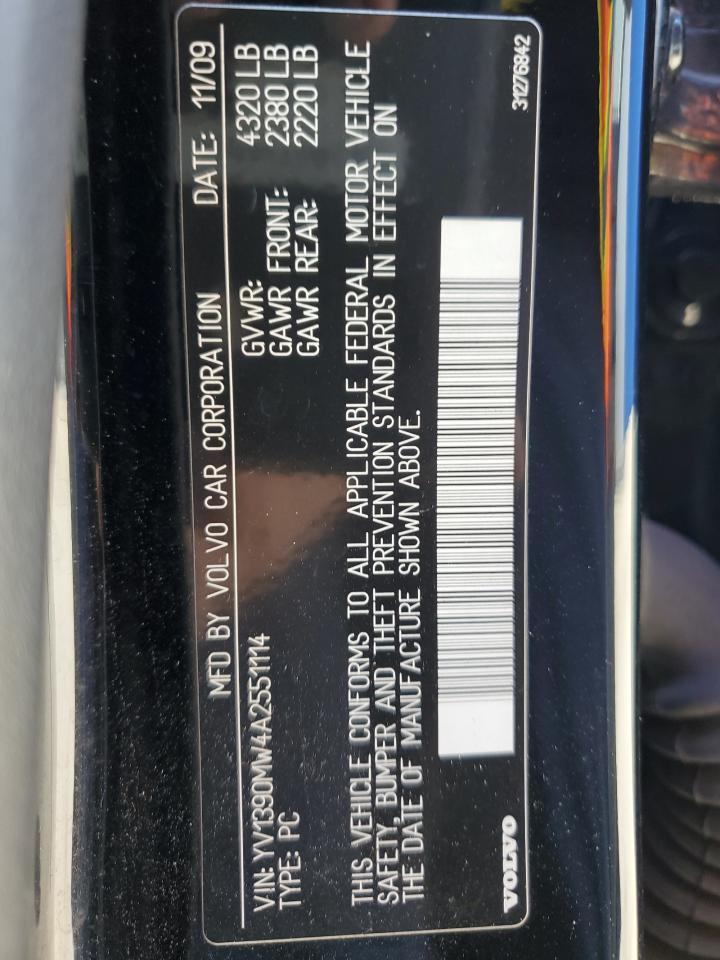 MFD BY VOLVO CAR CORPORATION DATE: 11/09
VIN: YV1390MW4A2551114 GVWR: 4320 LB
TYPE: PC GAWR FRONT: 2380 LB
GAWR REAR: 2220 LB
THIS VEHICLE CONFORMS TO ALL APPLICABLE FEDERAL MOTOR VEHICLE
SAFETY, BUMPER AND THEFT PREVENTION STANDARDS IN EFFECT ON
THE DATE OF MANUFACTURE SHOWN ABOVE.
VOLVO 31276842